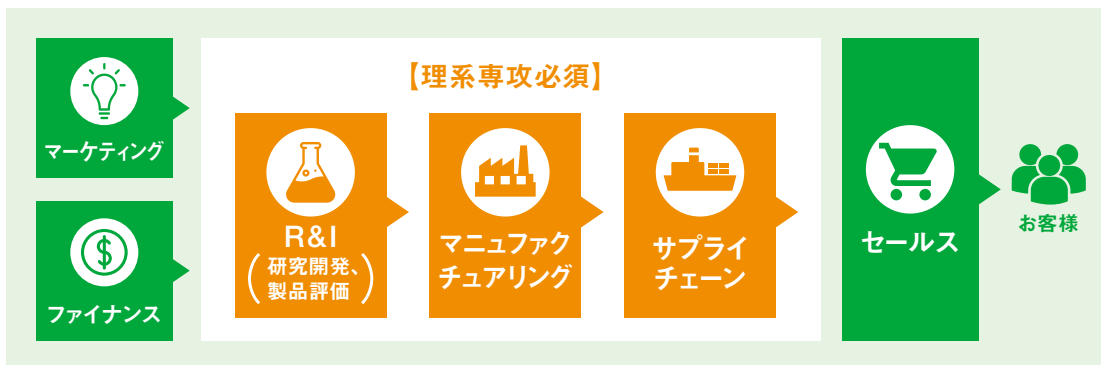 マーケティング
ファイナンス
【理系専攻必須】
R&I
(研究開発、
製品評価)
マニュファク
チュアリング
サプライ
チェーン
セールス
お客様